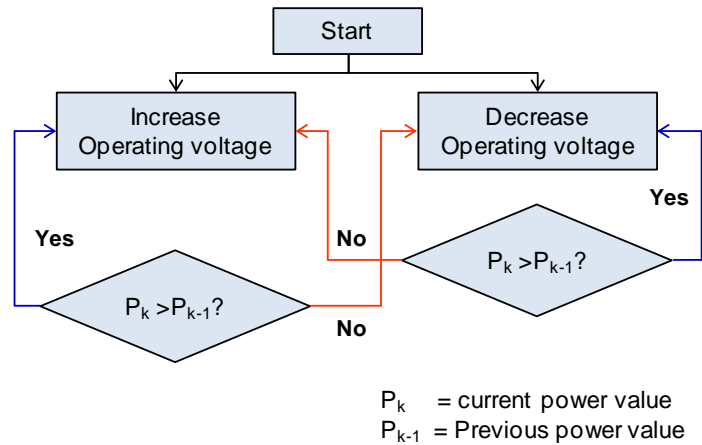 Start
Increase
Operating voltage
Decrease
Operating voltage
Yes
No
Yes
Pk >Pk-1?
No
Pk >Pk-1?
Pk = current power value
Pk-1 = Previous power value